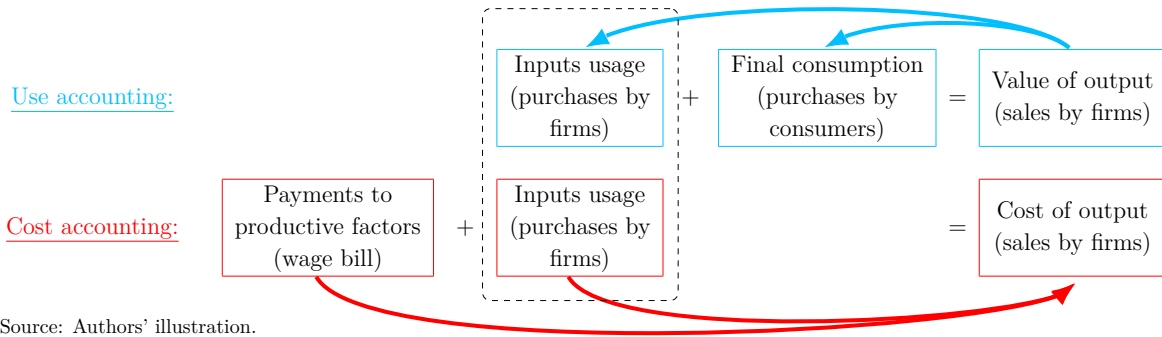 Use accounting:
Inputs usage
(purchases by
firms)
+
Final consumption
(purchases by
consumers)
=
Value of output
(sales by firms)
Cost accounting:
Payments to
productive factors
(wage bill)
+
Inputs usage
(purchases by
firms)
=
Cost of output
(sales by firms)
Source: Authors’ illustration.